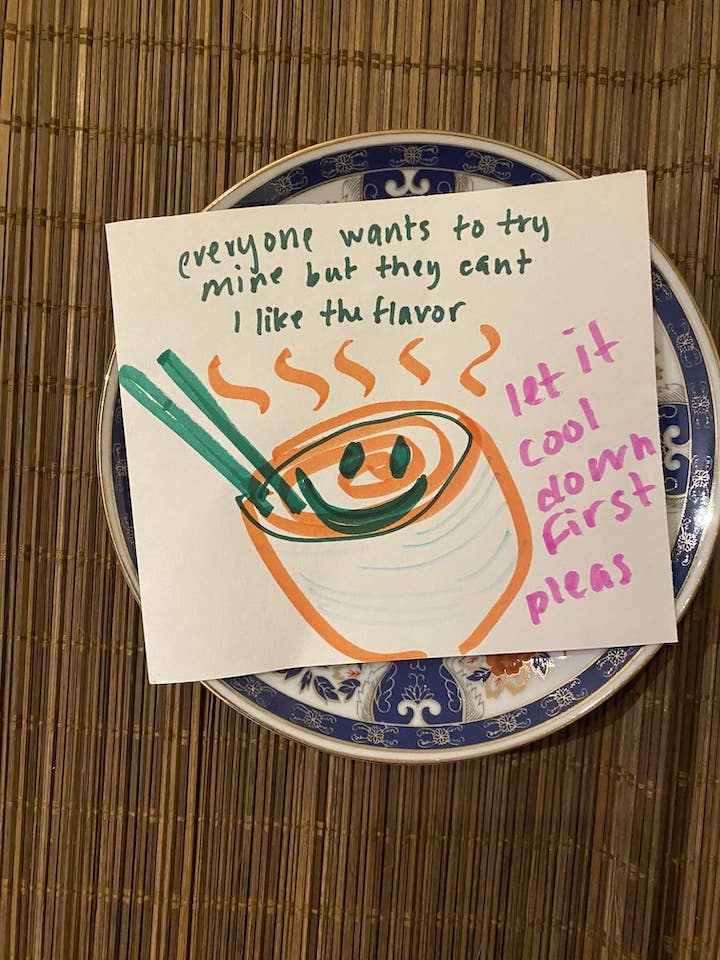 everyone wants to try
mine but they cant
I like the flavor
let it
cool
down
first
pleas